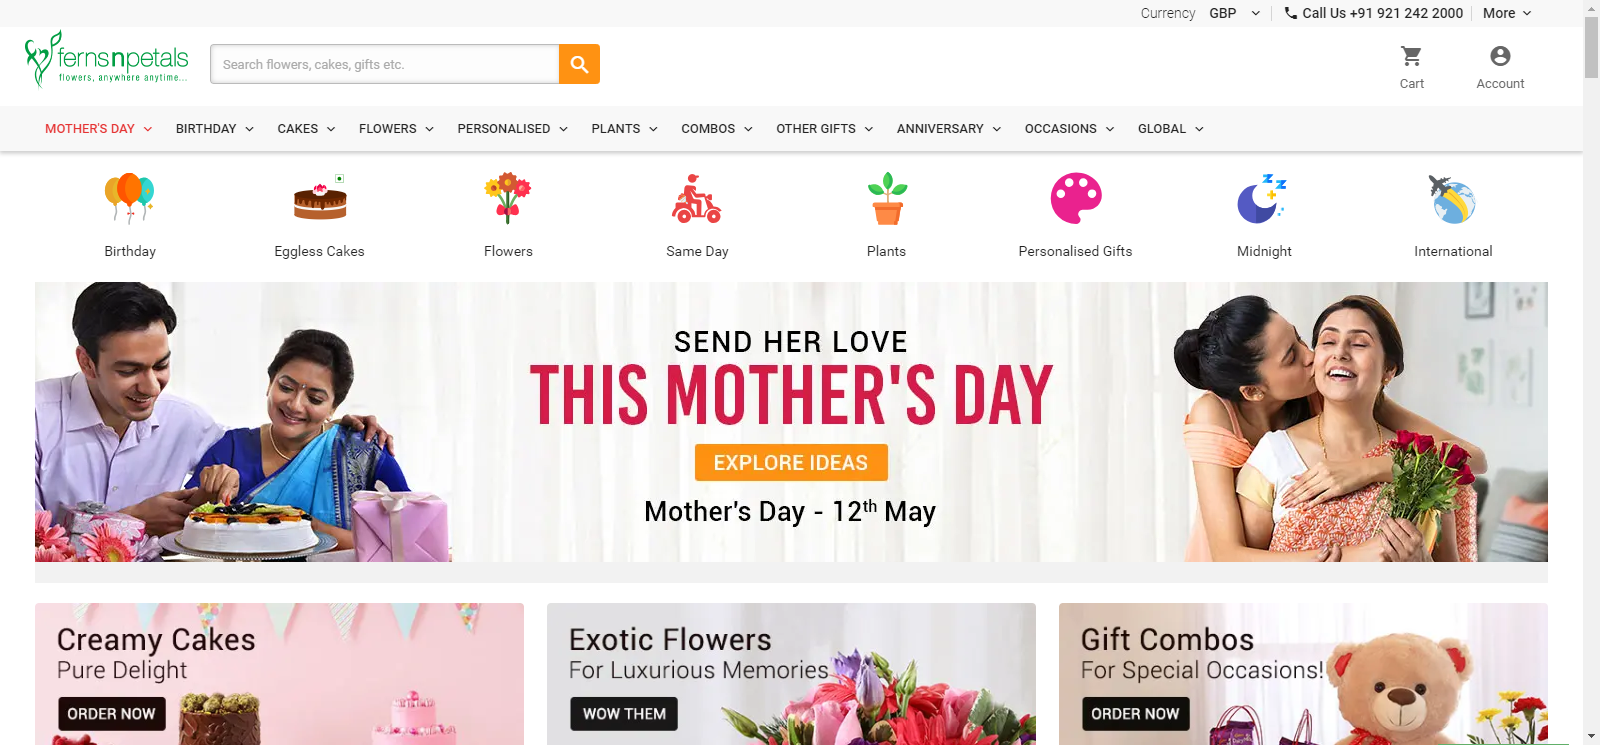 Currency GBP Call Us +91 921 242 2000 More
fernsnpetals
flowers, anywhere anytime...
Search flowers, cakes, gifts etc.
Cart Account
MOTHER'S DAY BIRTHDAY CAKES FLOWERS PERSONALISED PLANTS COMBOS OTHER GIFTS ANNIVERSARY OCCASIONS GLOBAL
Birthday Eggless Cakes Flowers Same Day Plants Personalised Gifts Midnight International
SEND HER LOVE
THIS MOTHER'S DAY
EXPLORE IDEAS
Mother's Day - 12th May
Creamy Cakes
Pure Delight
ORDER NOW
Exotic Flowers
For Luxurious Memories
WOW THEM
Gift Combos
For Special Occasions!
ORDER NOW